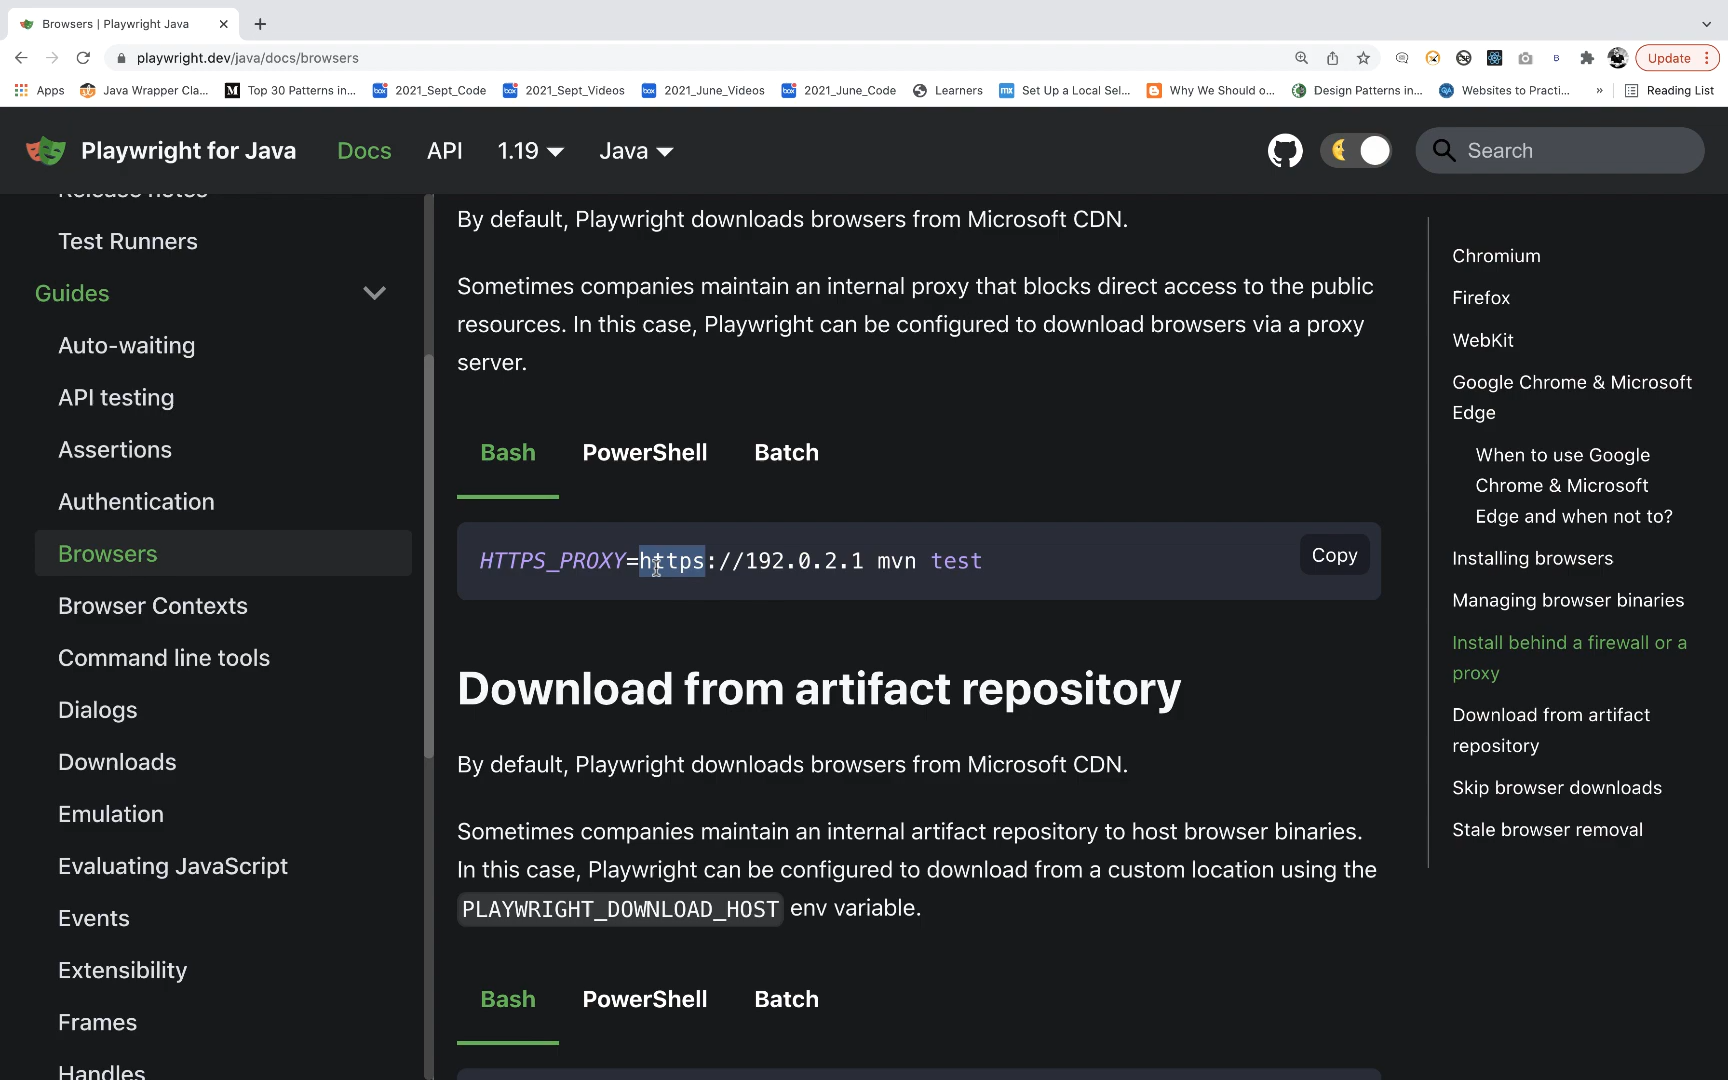 Browsers | Playwright Java
playwright.dev/java/docs/browsers
Update
Apps
Java Wrapper Cla...
Top 30 Patterns in...
2021_Sept_Code
2021_Sept_Videos
2021_June_Videos
2021_June_Code
Learners
Set Up a Local Sel...
Why We Should o...
Design Patterns in...
Websites to Practi...
»
Reading List
Playwright for Java
Docs
API
1.19
Java
Search
Release notes
Test Runners
Guides
Auto-waiting
API testing
Assertions
Authentication
Browsers
Browser Contexts
Command line tools
Dialogs
Downloads
Emulation
Evaluating JavaScript
Events
Extensibility
Frames
Handles
By default, Playwright downloads browsers from Microsoft CDN.
Sometimes companies maintain an internal proxy that blocks direct access to the public
resources. In this case, Playwright can be configured to download browsers via a proxy
server.
Bash PowerShell Batch
HTTPS_PROXY=https://192.0.2.1 mvn test
Copy
Download from artifact repository
By default, Playwright downloads browsers from Microsoft CDN.
Sometimes companies maintain an internal artifact repository to host browser binaries.
In this case, Playwright can be configured to download from a custom location using the
PLAYWRIGHT_DOWNLOAD_HOST env variable.
Bash PowerShell Batch
Chromium
Firefox
WebKit
Google Chrome & Microsoft
Edge
When to use Google
Chrome & Microsoft
Edge and when not to?
Installing browsers
Managing browser binaries
Install behind a firewall or a
proxy
Download from artifact
repository
Skip browser downloads
Stale browser removal